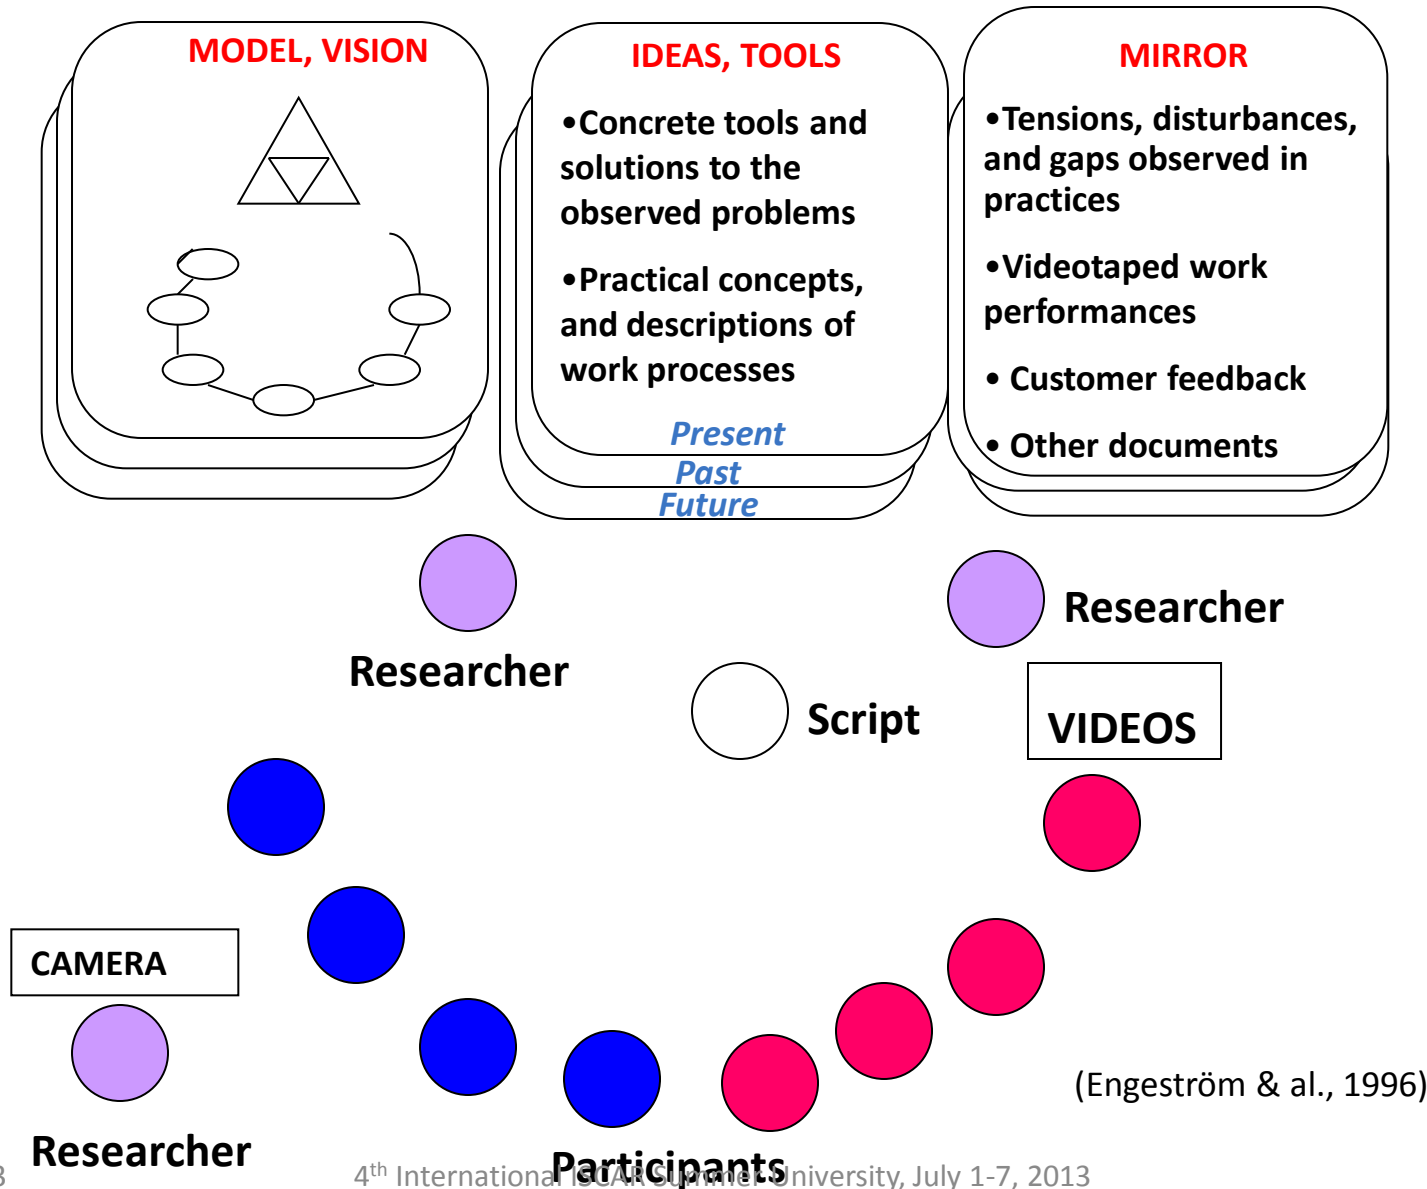 MODEL, VISION
IDEAS, TOOLS
•Concrete tools and
solutions to the
observed problems
•Practical concepts,
and descriptions of
work processes
Present
Past
Future
MIRROR
•Tensions, disturbances,
and gaps observed in
practices
•Videotaped work
performances
• Customer feedback
• Other documents
Researcher
Researcher
Script
VIDEOS
CAMERA
Researcher
(Engeström & al., 1996)
Participants
3
4th International ISCAR Summer University, July 1-7, 2013